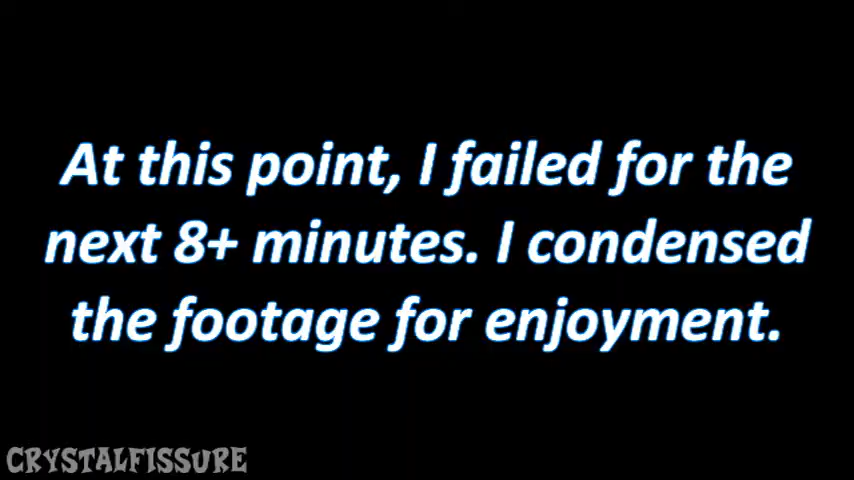 At this point, I failed for the
next 8+ minutes. I condensed
the footage for enjoyment.
CRYSTALFISSURE